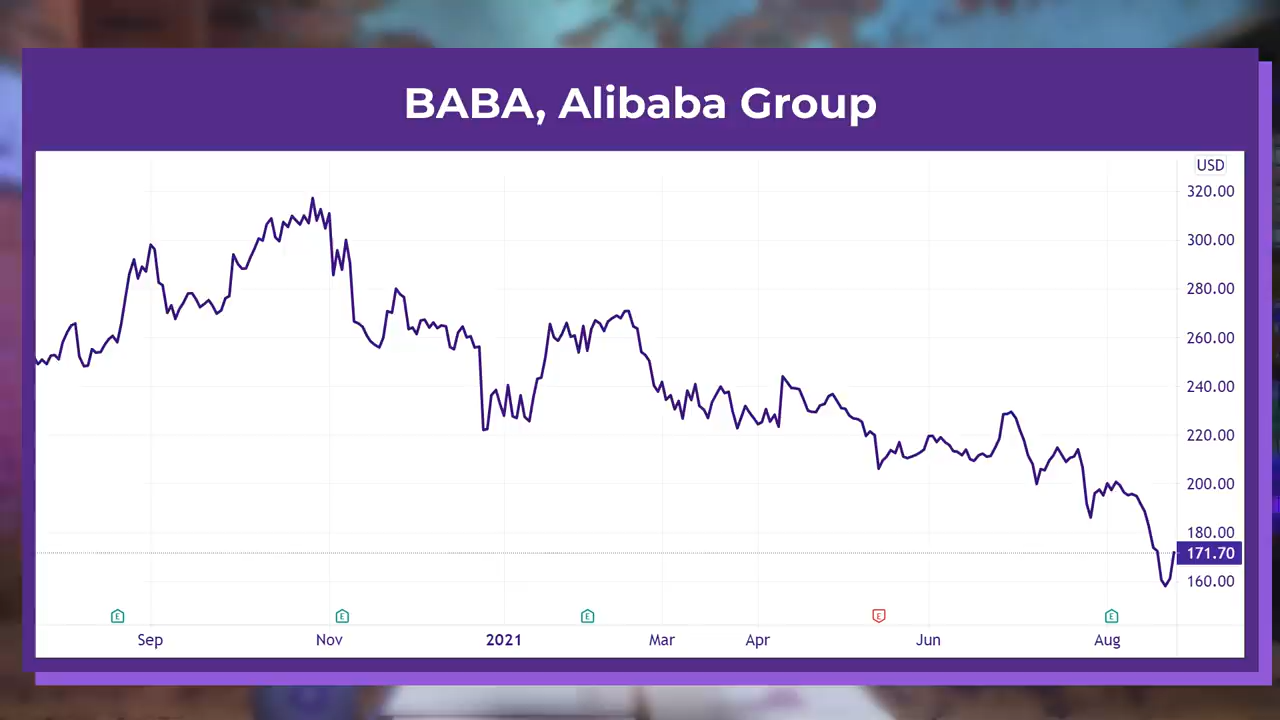 BABA, Alibaba Group
USD
320.00
300.00
280.00
260.00
240.00
220.00
200.00
180.00
171.70
160.00
E E E E E
Sep Nov 2021 Mar Apr Jun Aug